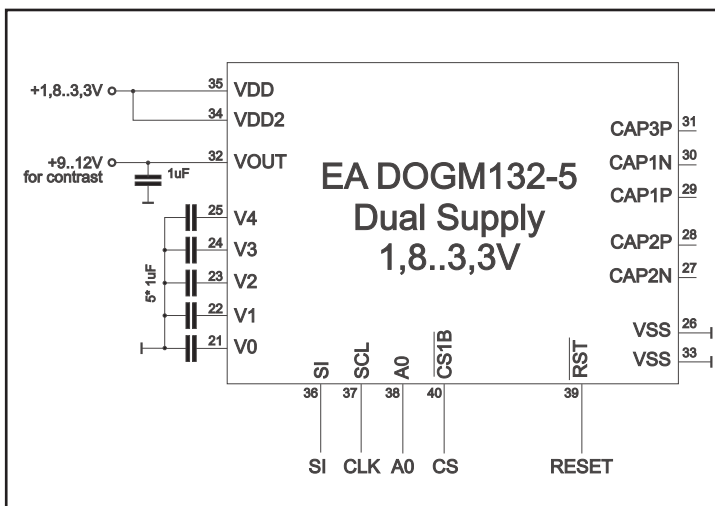 +1,8..3,3V
35 VDD
34 VDD2
+9..12V
for contrast
1uF
32 VOUT
25 V4
24 V3
23 V2
22 V1
21 V0
5* 1uF
EA DOGM132-5
Dual Supply
1,8..3,3V
CAP3P 31
CAP1N 30
CAP1P 29
CAP2P 28
CAP2N 27
VSS 26
VSS 33
SI SCL A0 CS1B RST
36 37 38 40 39
SI CLK A0 CS RESET